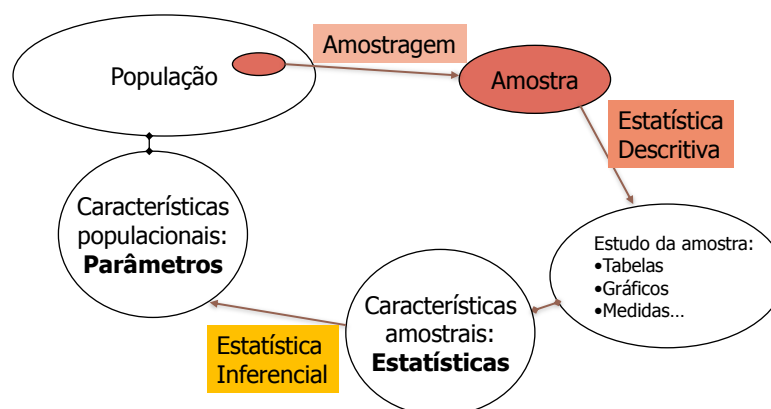 População
Amostragem
Amostra
Estatística
Descritiva
Estudo da amostra:
•Tabelas
•Gráficos
•Medidas…
Características
amostrais:
Estatísticas
Estatística
Inferencial
Características
populacionais:
Parâmetros